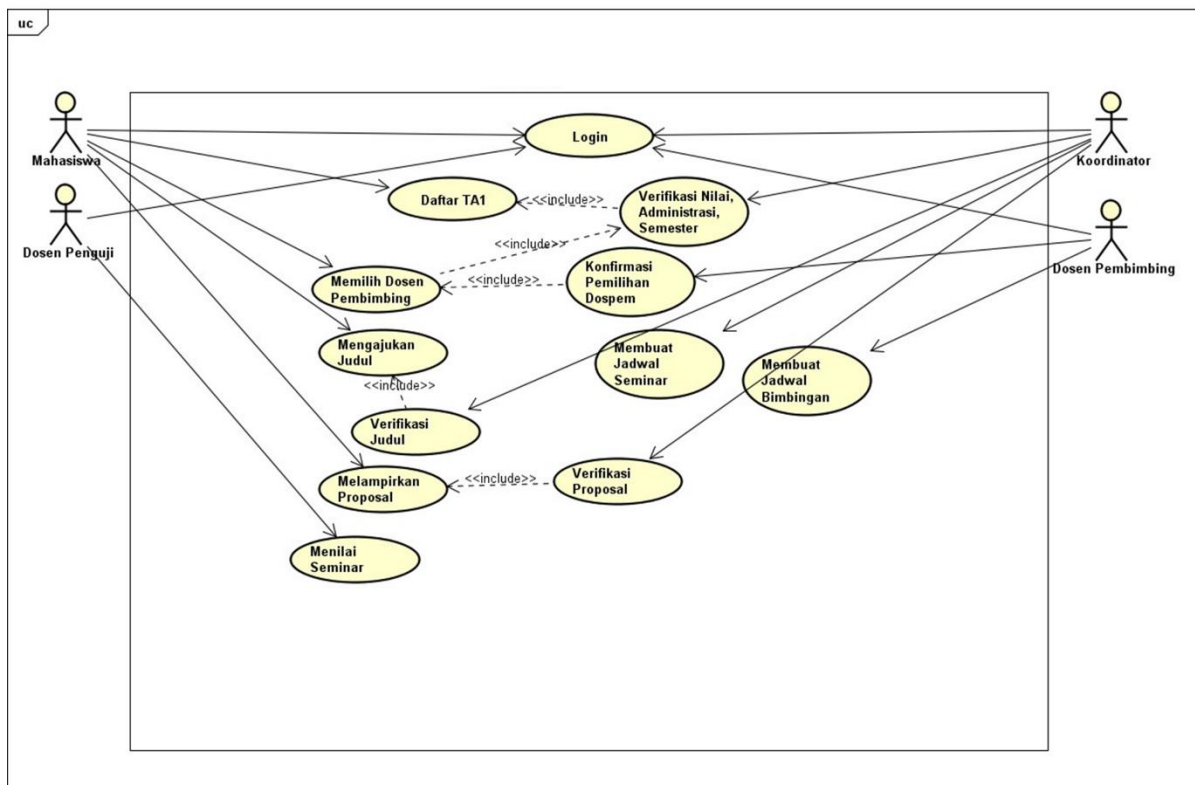 uc
Mahasiswa
Dosen Penguji
Koordinator
Dosen Pembimbing
Login
Daftar TA1
<<include>>
Verifikasi Nilai,
Administrasi,
Semester
<<include>>
Memilih Dosen
Pembimbing
<<include>>
Konfirmasi
Pemilihan
Dospem
Mengajukan
Judul
<<include>>
Membuat
Jadwal
Seminar
Membuat
Jadwal
Bimbingan
Verifikasi
Judul
Melampirkan
Proposal
<<include>>
Verifikasi
Proposal
Menilai
Seminar